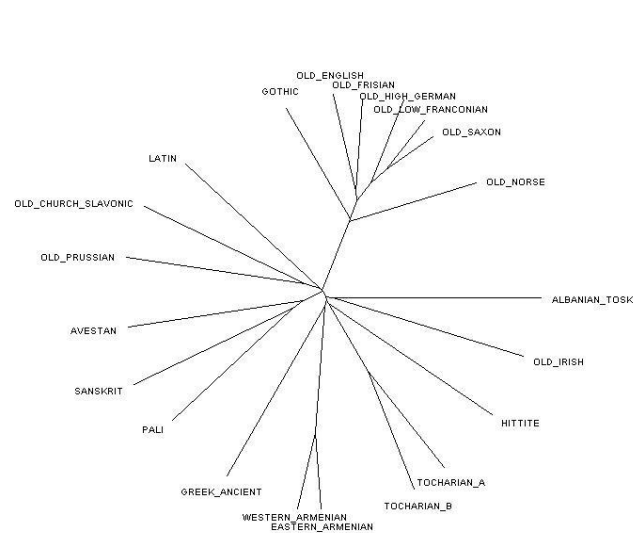 OLD_ENGLISH
OLD_FRISIAN
GOTHIC
OLD_HIGH_GERMAN
OLD_LOW_FRANCONIAN
OLD_SAXON
LATIN
OLD_NORSE
OLD_CHURCH_SLAVONIC
OLD_PRUSSIAN
ALBANIAN_TOSK
AVESTAN
OLD_IRISH
SANSKRIT
HITTITE
PALI
TOCHARIAN_A
GREEK_ANCIENT
TOCHARIAN_B
WESTERN_ARMENIAN
EASTERN_ARMENIAN